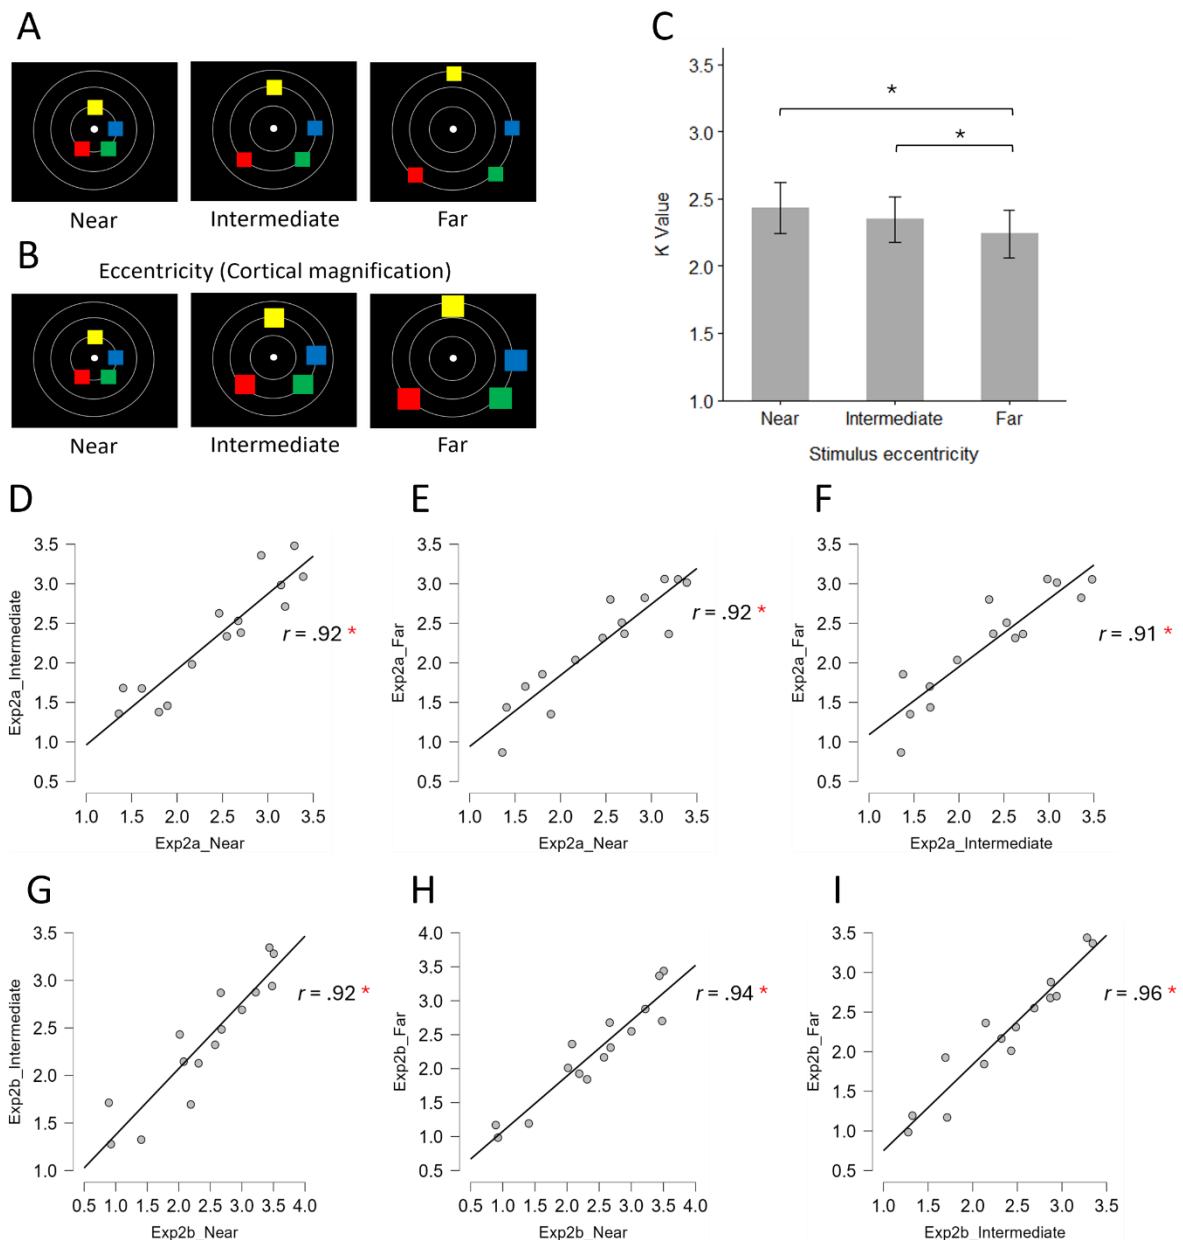 A
Near Intermediate Far
B
Eccentricity (Cortical magnification)
Near Intermediate Far
C
*
*
K Value
3.5
3.0
2.5
2.0
1.5
1.0
Near Intermediate Far
Stimulus eccentricity
D
Exp2a_Intermediate
3.5
3.0
2.5
2.0
1.5
1.0
0.5
r = .92 *
1.0 1.5 2.0 2.5 3.0 3.5
Exp2a_Near
E
Exp2a_Far
3.5
3.0
2.5
2.0
1.5
1.0
0.5
r = .92 *
1.0 1.5 2.0 2.5 3.0 3.5
Exp2a_Near
F
Exp2a_Far
3.5
3.0
2.5
2.0
1.5
1.0
0.5
r = .91 *
1.0 1.5 2.0 2.5 3.0 3.5
Exp2a_Intermediate
G
Exp2b_Intermediate
3.5
3.0
2.5
2.0
1.5
1.0
r = .92 *
0.5 1.0 1.5 2.0 2.5 3.0 3.5 4.0
Exp2b_Near
H
Exp2b_Far
4.0
3.5
3.0
2.5
2.0
1.5
1.0
0.5
r = .94 *
0.5 1.0 1.5 2.0 2.5 3.0 3.5 4.0
Exp2b_Near
I
Exp2b_Far
3.5
3.0
2.5
2.0
1.5
1.0
0.5
r = .96 *
1.0 1.5 2.0 2.5 3.0 3.5
Exp2b_Intermediate